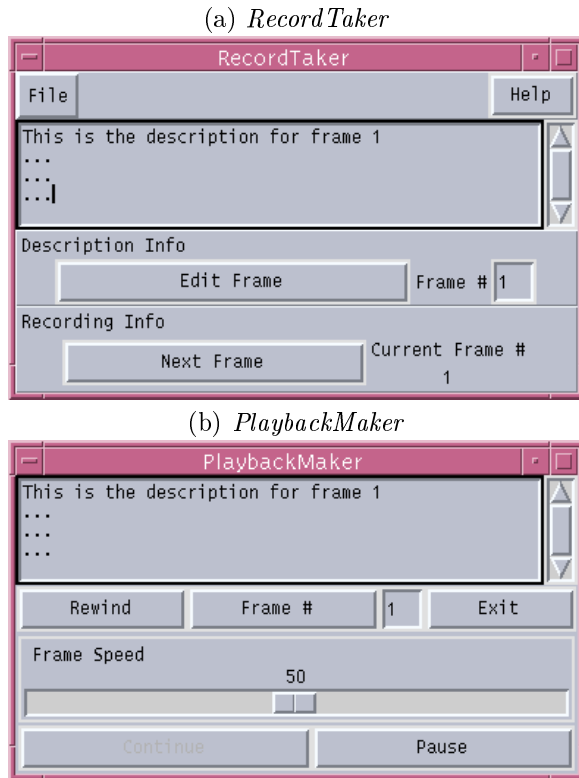 (a) RecordTaker
RecordTaker
File Help
This is the description for frame 1
...
...
...
Description Info
Edit Frame Frame # 1
Recording Info
Next Frame Current Frame #
1
(b) PlaybackMaker
PlaybackMaker
This is the description for frame 1
...
...
...
Rewind Frame # 1 Exit
Frame Speed
50
Continue Pause